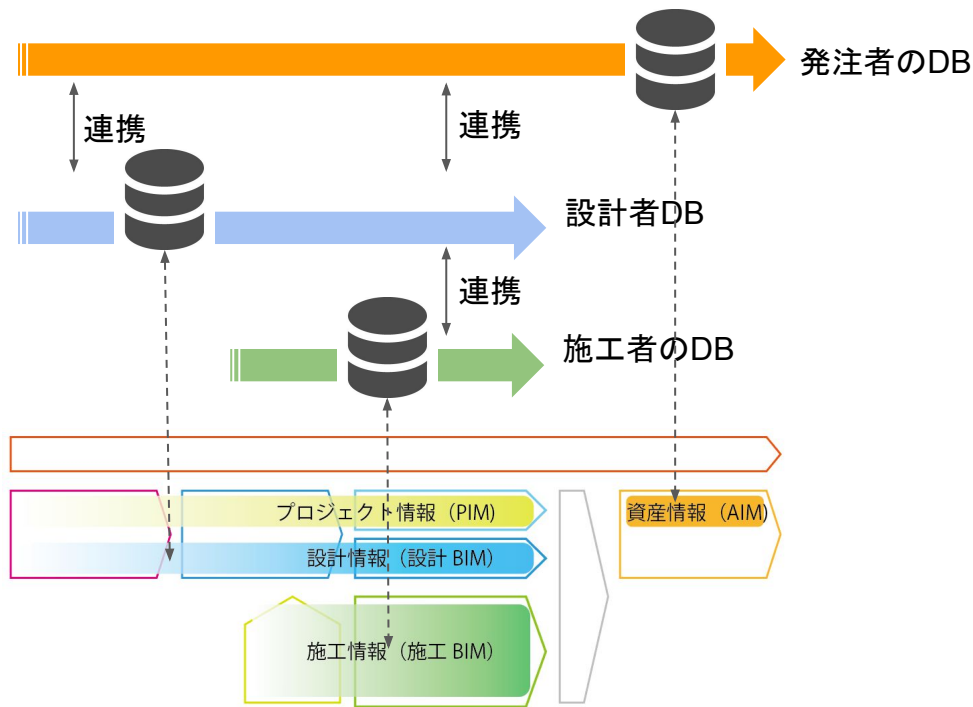 発注者のDB
連携
連携
設計者DB
連携
施工者のDB
プロジェクト情報（PIM）
資産情報（AIM）
設計情報（設計 BIM）
施工情報（施工 BIM）